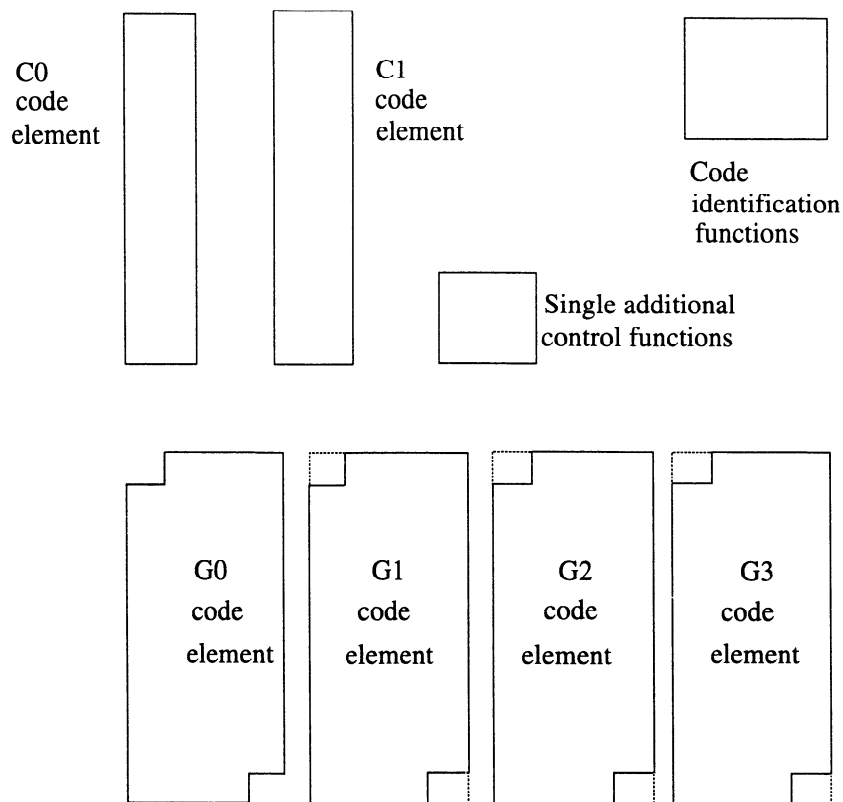 C0
code
element
C1
code
element
Code
identification
functions
Single additional
control functions
G0
code
element
G1
code
element
G2
code
element
G3
code
element